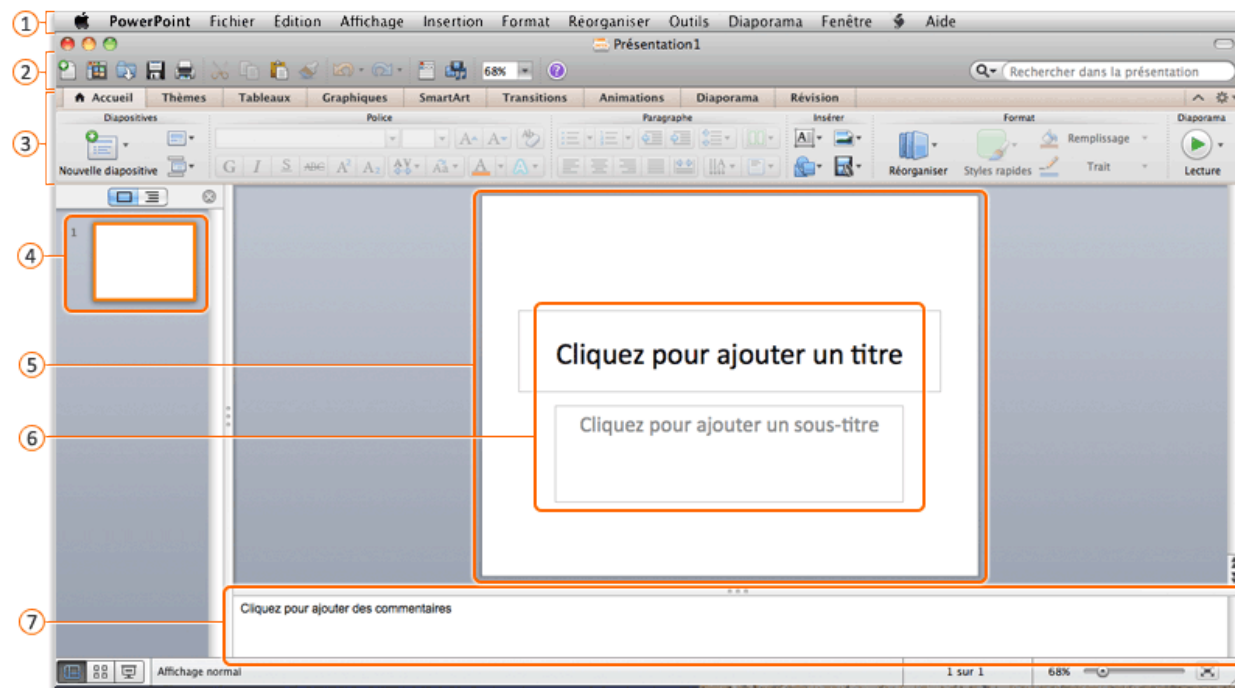 1 PowerPoint Fichier Édition Affichage Insertion Format Réorganiser Outils Diaporama Fenêtre Aide
Présentation1
2 68% Rechercher dans la présentation
Accueil Thèmes Tableaux Graphiques SmartArt Transitions Animations Diaporama Révision
Diapositives Police Paragraphe Insérer Format Diaporama
3 Remplissage
Nouvelle diapositive G I S ABC A² A₂ Réorganiser Styles rapides Trait Lecture
1
4
5 Cliquez pour ajouter un titre
6 Cliquez pour ajouter un sous-titre
7 Cliquez pour ajouter des commentaires
Affichage normal 1 sur 1 68%